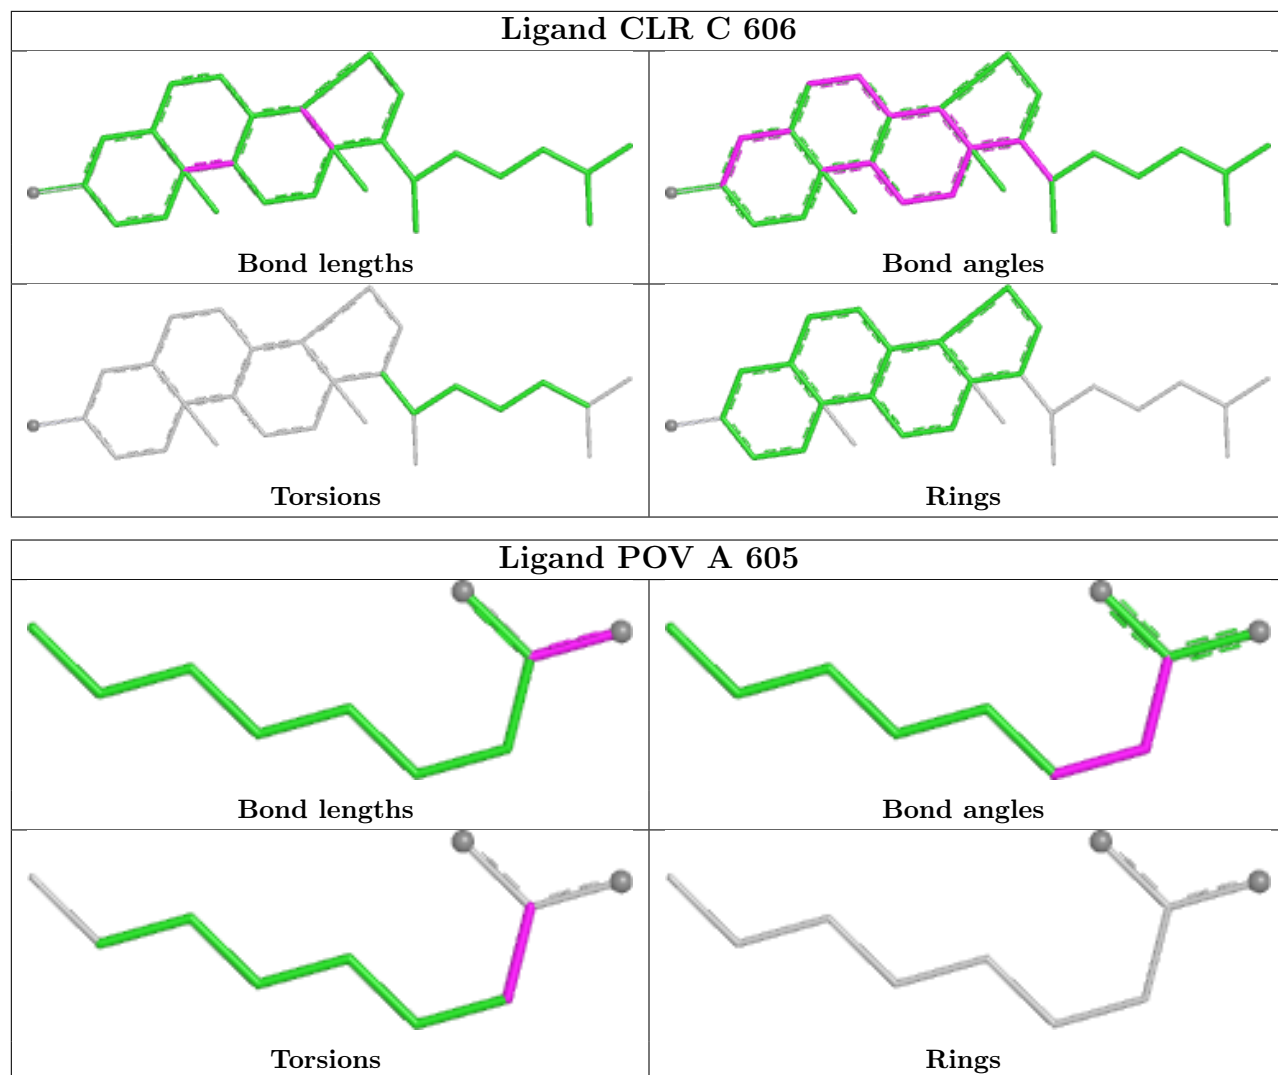 Ligand CLR C 606
Bond lengths
Bond angles
Torsions
Rings
Ligand POV A 605
Bond lengths
Bond angles
Torsions
Rings